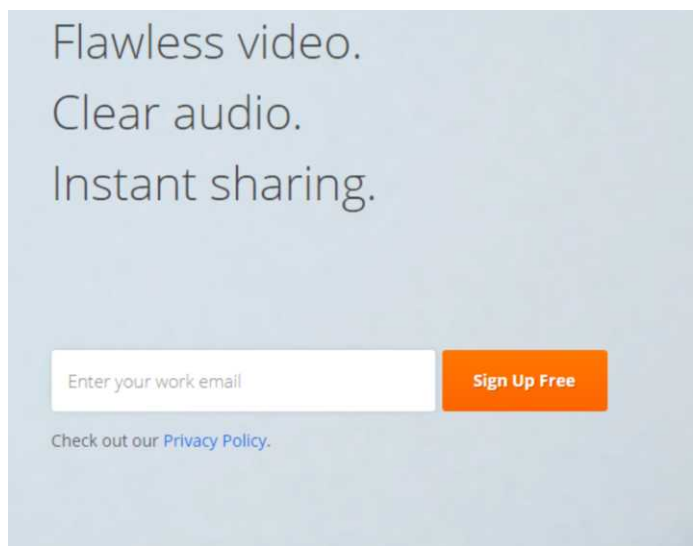 Flawless video.
Clear audio.
Instant sharing.
Enter your work email
Sign Up Free
Check out our Privacy Policy.